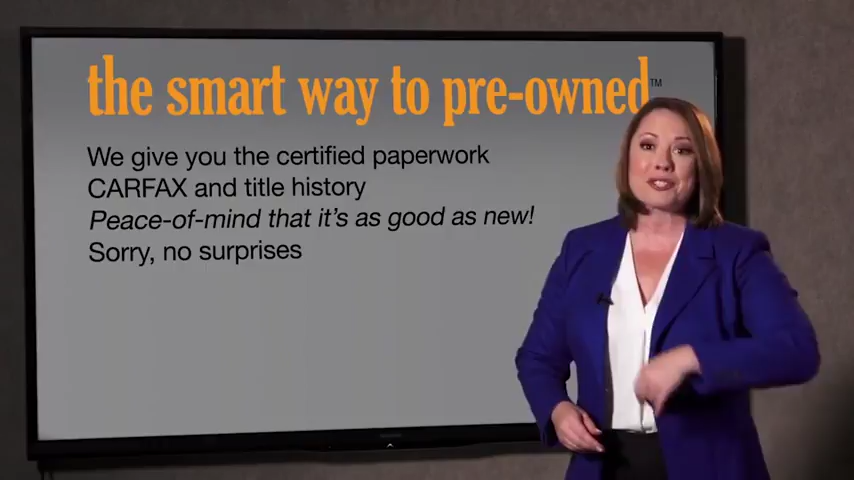 the smart way to pre-owned™
We give you the certified paperwork
CARFAX and title history
Peace-of-mind that it's as good as new!
Sorry, no surprises